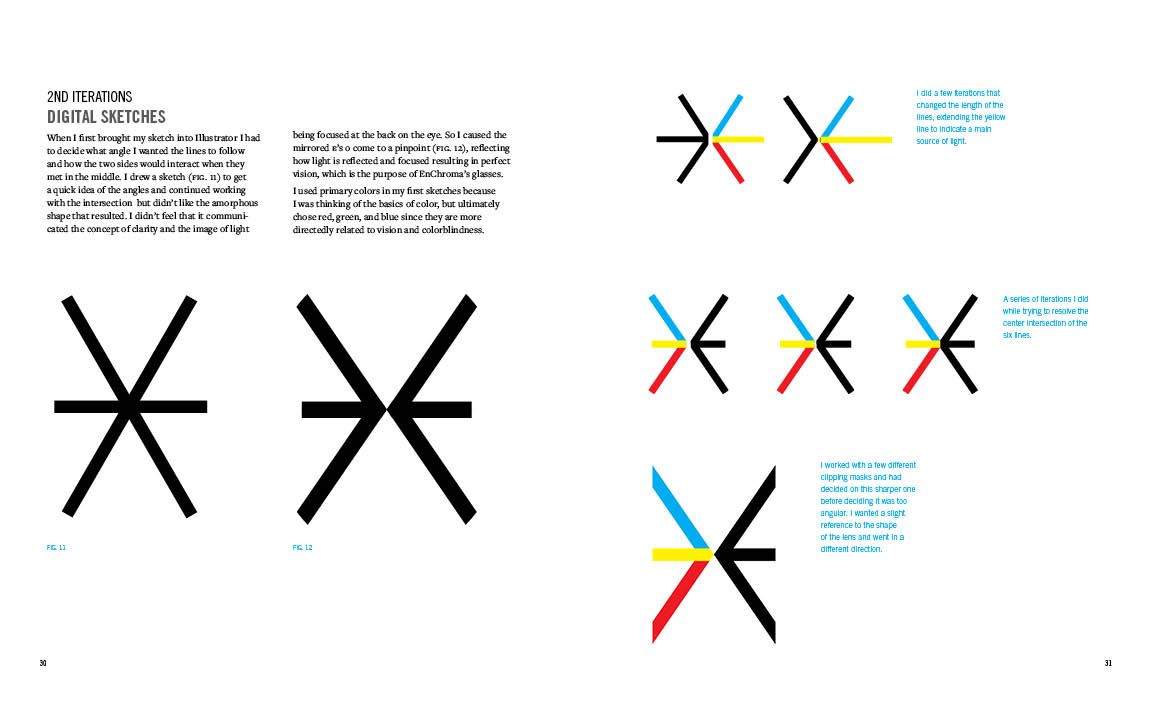 2ND ITERATIONS
DIGITAL SKETCHES
When I first brought my sketch into Illustrator I had
to decide what angle I wanted the lines to follow
and how the two sides would interact when they
met in the middle. I drew a sketch (FIG. 11) to get
a quick idea of the angles and continued working
with the intersection but didn't like the amorphous
shape that resulted. I didn't feel that it communi-
cated the concept of clarity and the image of light
being focused at the back on the eye. So I caused the
mirrored E's o come to a pinpoint (FIG. 12), reflecting
how light is reflected and focused resulting in perfect
vision, which is the purpose of EnChroma's glasses.
I used primary colors in my first sketches because
I was thinking of the basics of color, but ultimately
chose red, green, and blue since they are more
directedly related to vision and colorblindness.
FIG. 11
FIG. 12
30
I did a few iterations that
changed the length of the
lines, extending the yellow
line to indicate a main
source of light.
A series of iterations I did
while trying to resolve the
center intersection of the
six lines.
I worked with a few different
clipping masks and had
decided on this sharper one
before deciding it was too
angular. I wanted a slight
reference to the shape
of the lens and went in a
different direction.
31